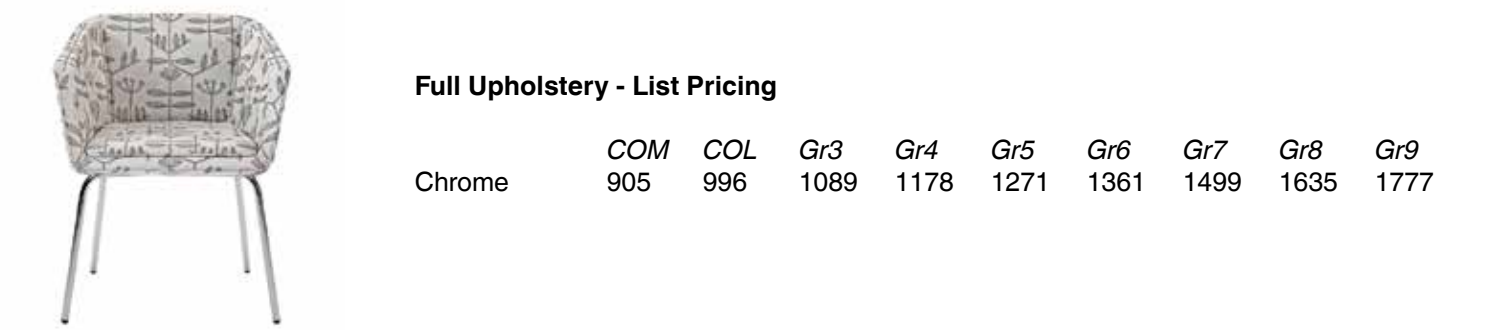 Full Upholstery - List Pricing
COM COL Gr3 Gr4 Gr5 Gr6 Gr7 Gr8 Gr9
Chrome 905 996 1089 1178 1271 1361 1499 1635 1777